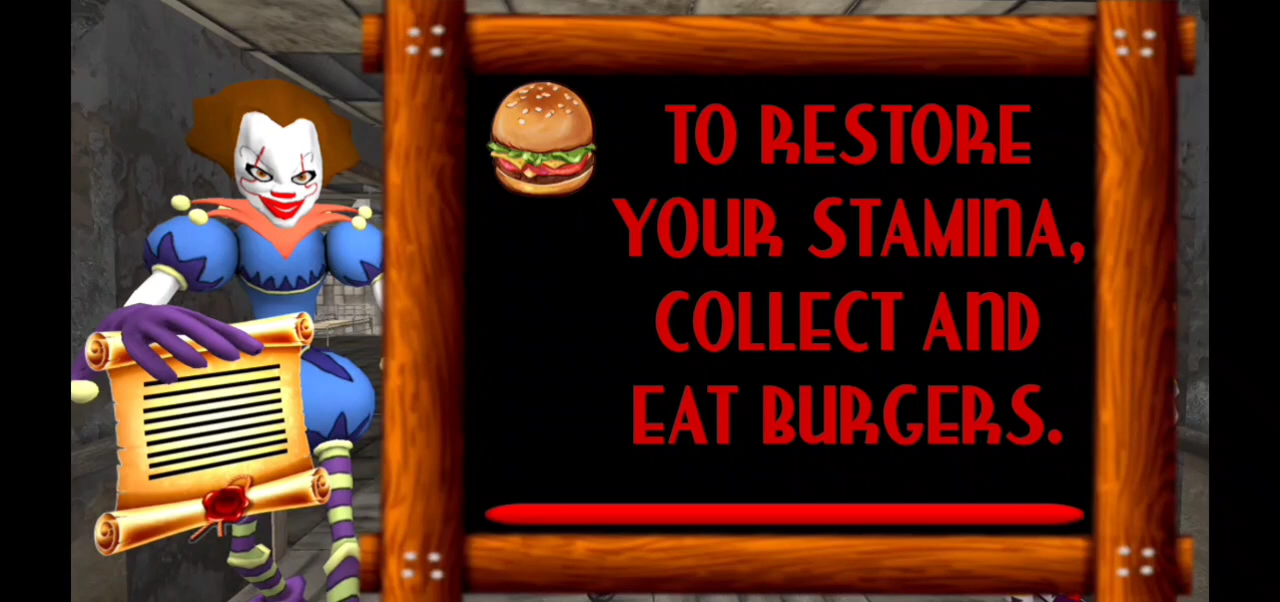 TO RESTORE
YOUR STAMINA,
COLLECT AND
EAT BURGERS.